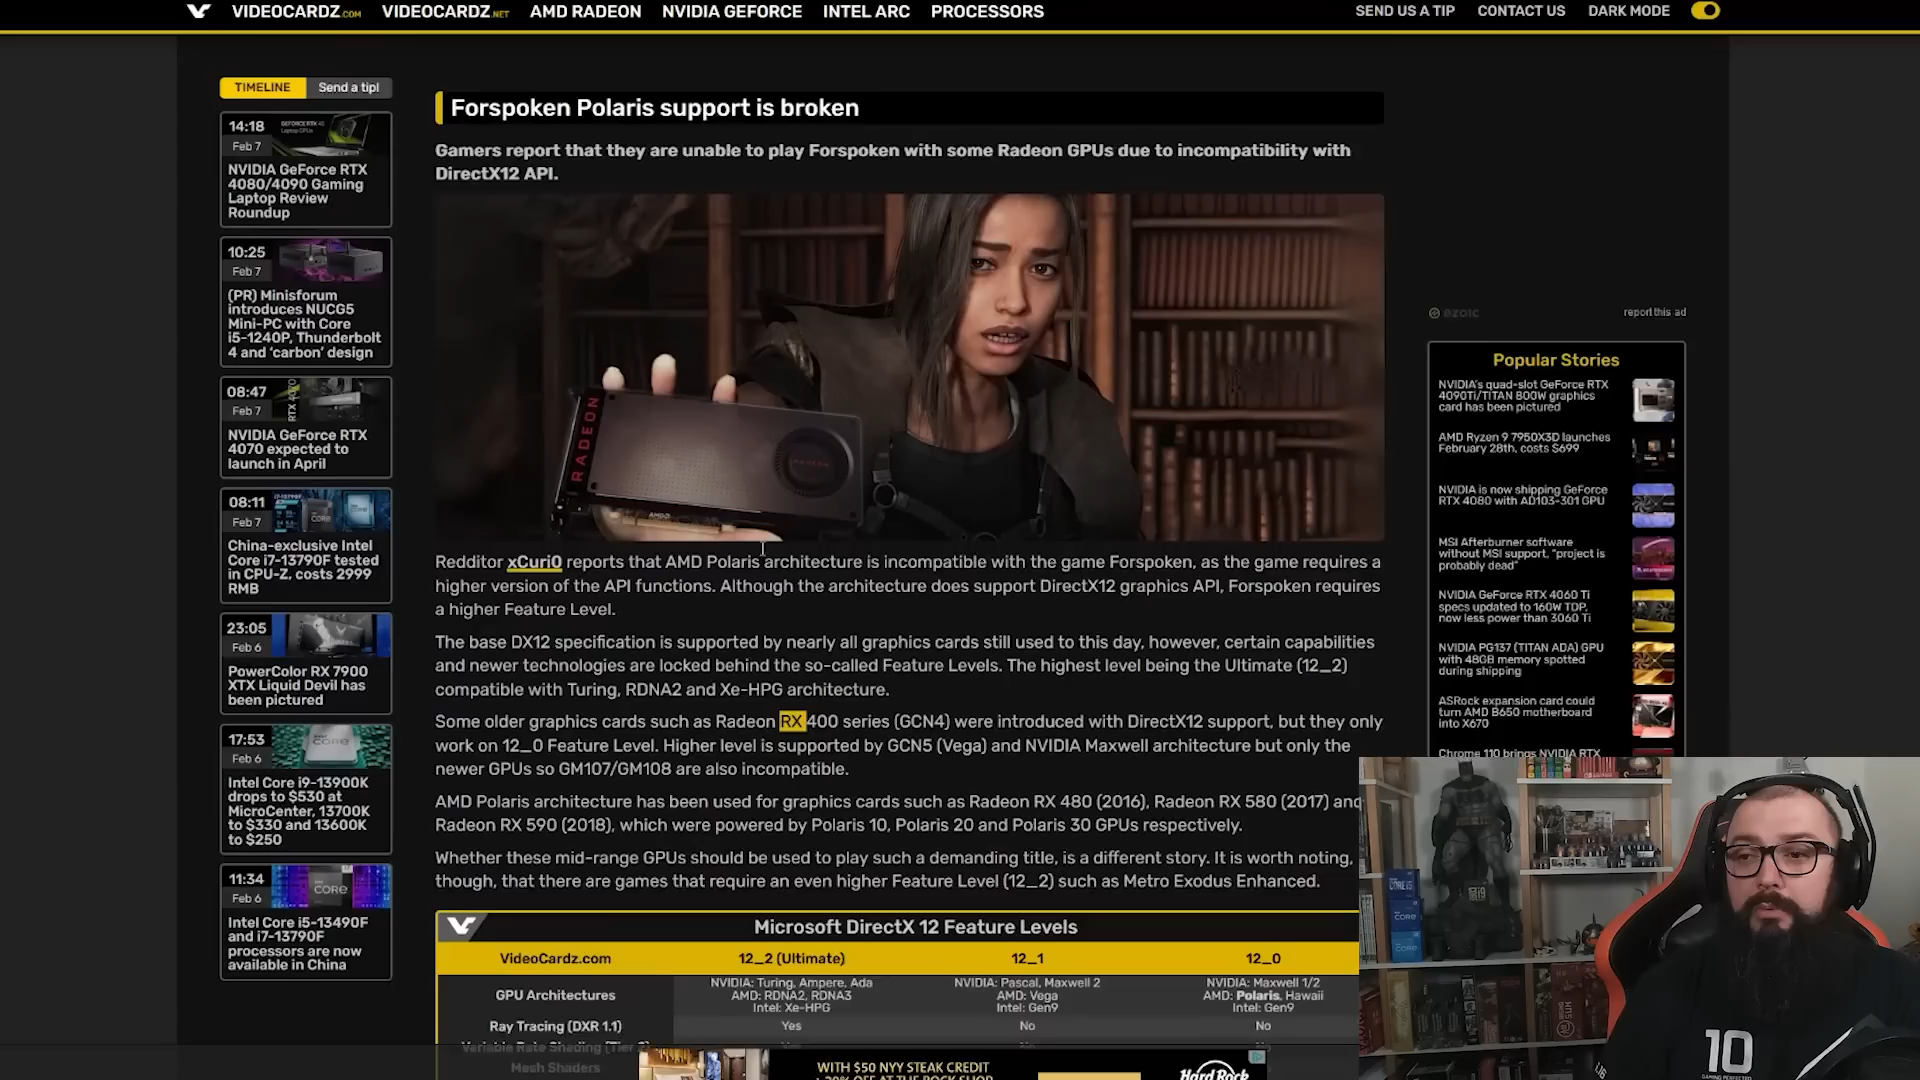 VIDEOCARDZ.COM VIDEOCARDZ.NET AMD RADEON NVIDIA GEFORCE INTEL ARC PROCESSORS SEND US A TIP CONTACT US DARK MODE
TIMELINE Send a tip!
14:18
Feb 7
NVIDIA GeForce RTX
4080/4090 Gaming
Laptop Review
Roundup
10:25
Feb 7
(PR) Minisforum
introduces NUCG5
Mini-PC with Core
i5-1240P, Thunderbolt
4 and ‘carbon’ design
08:47
Feb 7
RTX 4070
NVIDIA GeForce RTX
4070 expected to
launch in April
08:11
Feb 7
China-exclusive Intel
Core i7-13790F tested
in CPU-Z, costs 2999
RMB
23:05
Feb 6
PowerColor RX 7900
XTX Liquid Devil has
been pictured
17:53
Feb 6
CORE
Intel Core i9-13900K
drops to $530 at
MicroCenter, 13700K
to $330 and 13600K
to $250
11:34
Feb 6
CORE
Intel Core i5-13490F
and i7-13790F
processors are now
available in China
Forspoken Polaris support is broken
Gamers report that they are unable to play Forspoken with some Radeon GPUs due to incompatibility with
DirectX12 API.
RADEON
RADEON
AMD
Redditor xCuri0 reports that AMD Polaris architecture is incompatible with the game Forspoken, as the game requires a
higher version of the API functions. Although the architecture does support DirectX12 graphics API, Forspoken requires
a higher Feature Level.
The base DX12 specification is supported by nearly all graphics cards still used to this day, however, certain capabilities
and newer technologies are locked behind the so-called Feature Levels. The highest level being the Ultimate (12_2)
compatible with Turing, RDNA2 and Xe-HPG architecture.
Some older graphics cards such as Radeon RX 400 series (GCN4) were introduced with DirectX12 support, but they only
work on 12_0 Feature Level. Higher level is supported by GCN5 (Vega) and NVIDIA Maxwell architecture but only the
newer GPUs so GM107/GM108 are also incompatible.
AMD Polaris architecture has been used for graphics cards such as Radeon RX 480 (2016), Radeon RX 580 (2017) and
Radeon RX 590 (2018), which were powered by Polaris 10, Polaris 20 and Polaris 30 GPUs respectively.
Whether these mid-range GPUs should be used to play such a demanding title, is a different story. It is worth noting,
though, that there are games that require an even higher Feature Level (12_2) such as Metro Exodus Enhanced.
Microsoft DirectX 12 Feature Levels
VideoCardz.com 12_2 (Ultimate) 12_1 12_0
GPU Architectures
NVIDIA: Turing, Ampere, Ada NVIDIA: Pascal, Maxwell 2 NVIDIA: Maxwell 1/2
AMD: RDNA2, RDNA3 AMD: Vega AMD: Polaris, Hawaii
Intel: Xe-HPG Intel: Gen9 Intel: Gen9
Ray Tracing (DXR 1.1) Yes No No
Variable Rate Shading (Tier 2)
Mesh Shaders
WITH $50 NYY STEAK CREDIT
Hard Rock
ezoic report this ad
Popular Stories
NVIDIA's quad-slot GeForce RTX
4090Ti/TITAN 800W graphics
card has been pictured
AMD Ryzen 9 7950X3D launches
February 28th, costs $699
NVIDIA is now shipping GeForce
RTX 4080 with AD103-301 GPU
MSI Afterburner software
without MSI support, “project is
probably dead”
NVIDIA GeForce RTX 4060 Ti
specs updated to 160W TDP,
now less power than 3060 Ti
NVIDIA PG137 (TITAN ADA) GPU
with 48GB memory spotted
during shipping
ASRock expansion card could
turn AMD B650 motherboard
into X670
Chrome 110 brings NVIDIA RTX
CORE i5
CORE
CORE
10